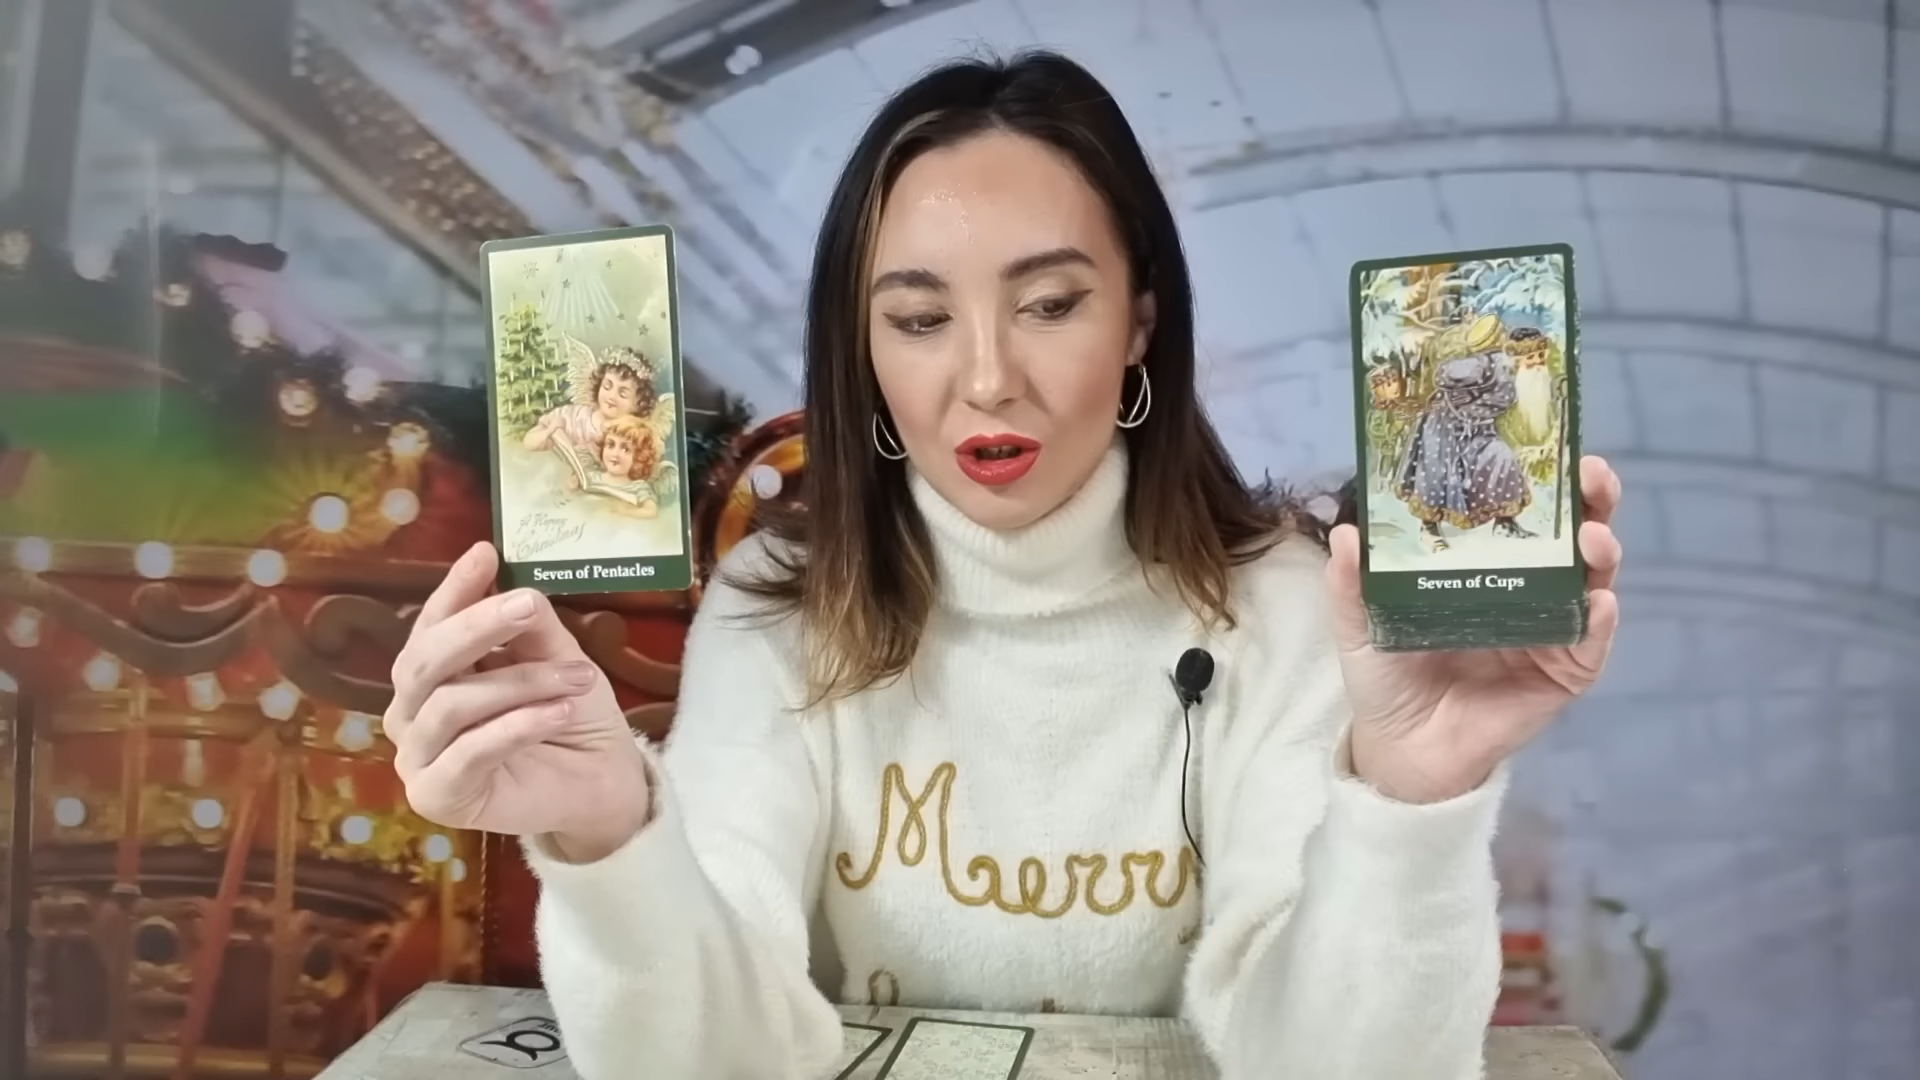 A Happy
Christmas
Seven of Pentacles
Seven of Cups
Merry